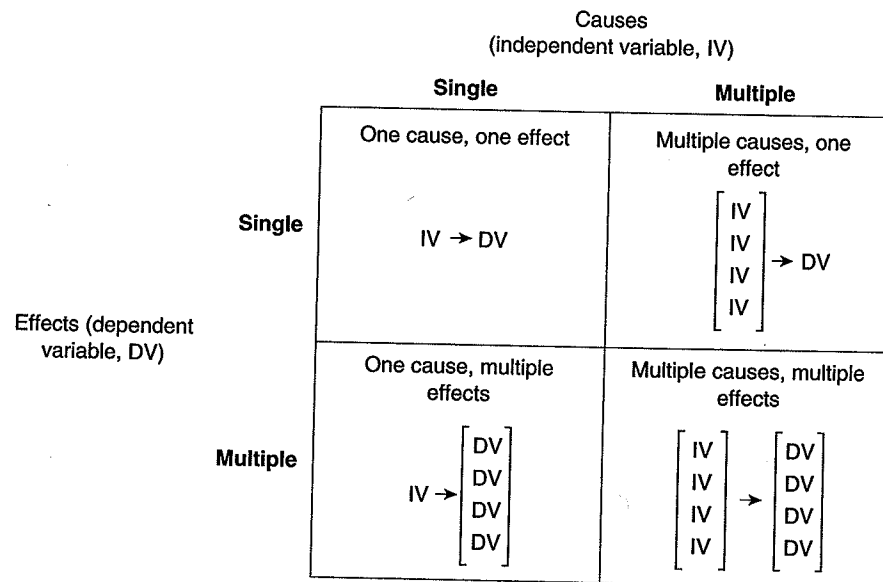 Causes
(independent variable, IV)
Single
Multiple
One cause, one effect
Multiple causes, one
effect
Single
IV → DV
IV
IV
IV
IV
→ DV
Effects (dependent
variable, DV)
One cause, multiple
effects
Multiple causes, multiple
effects
Multiple
IV →
DV
DV
DV
DV
IV
IV
IV
IV
→
DV
DV
DV
DV